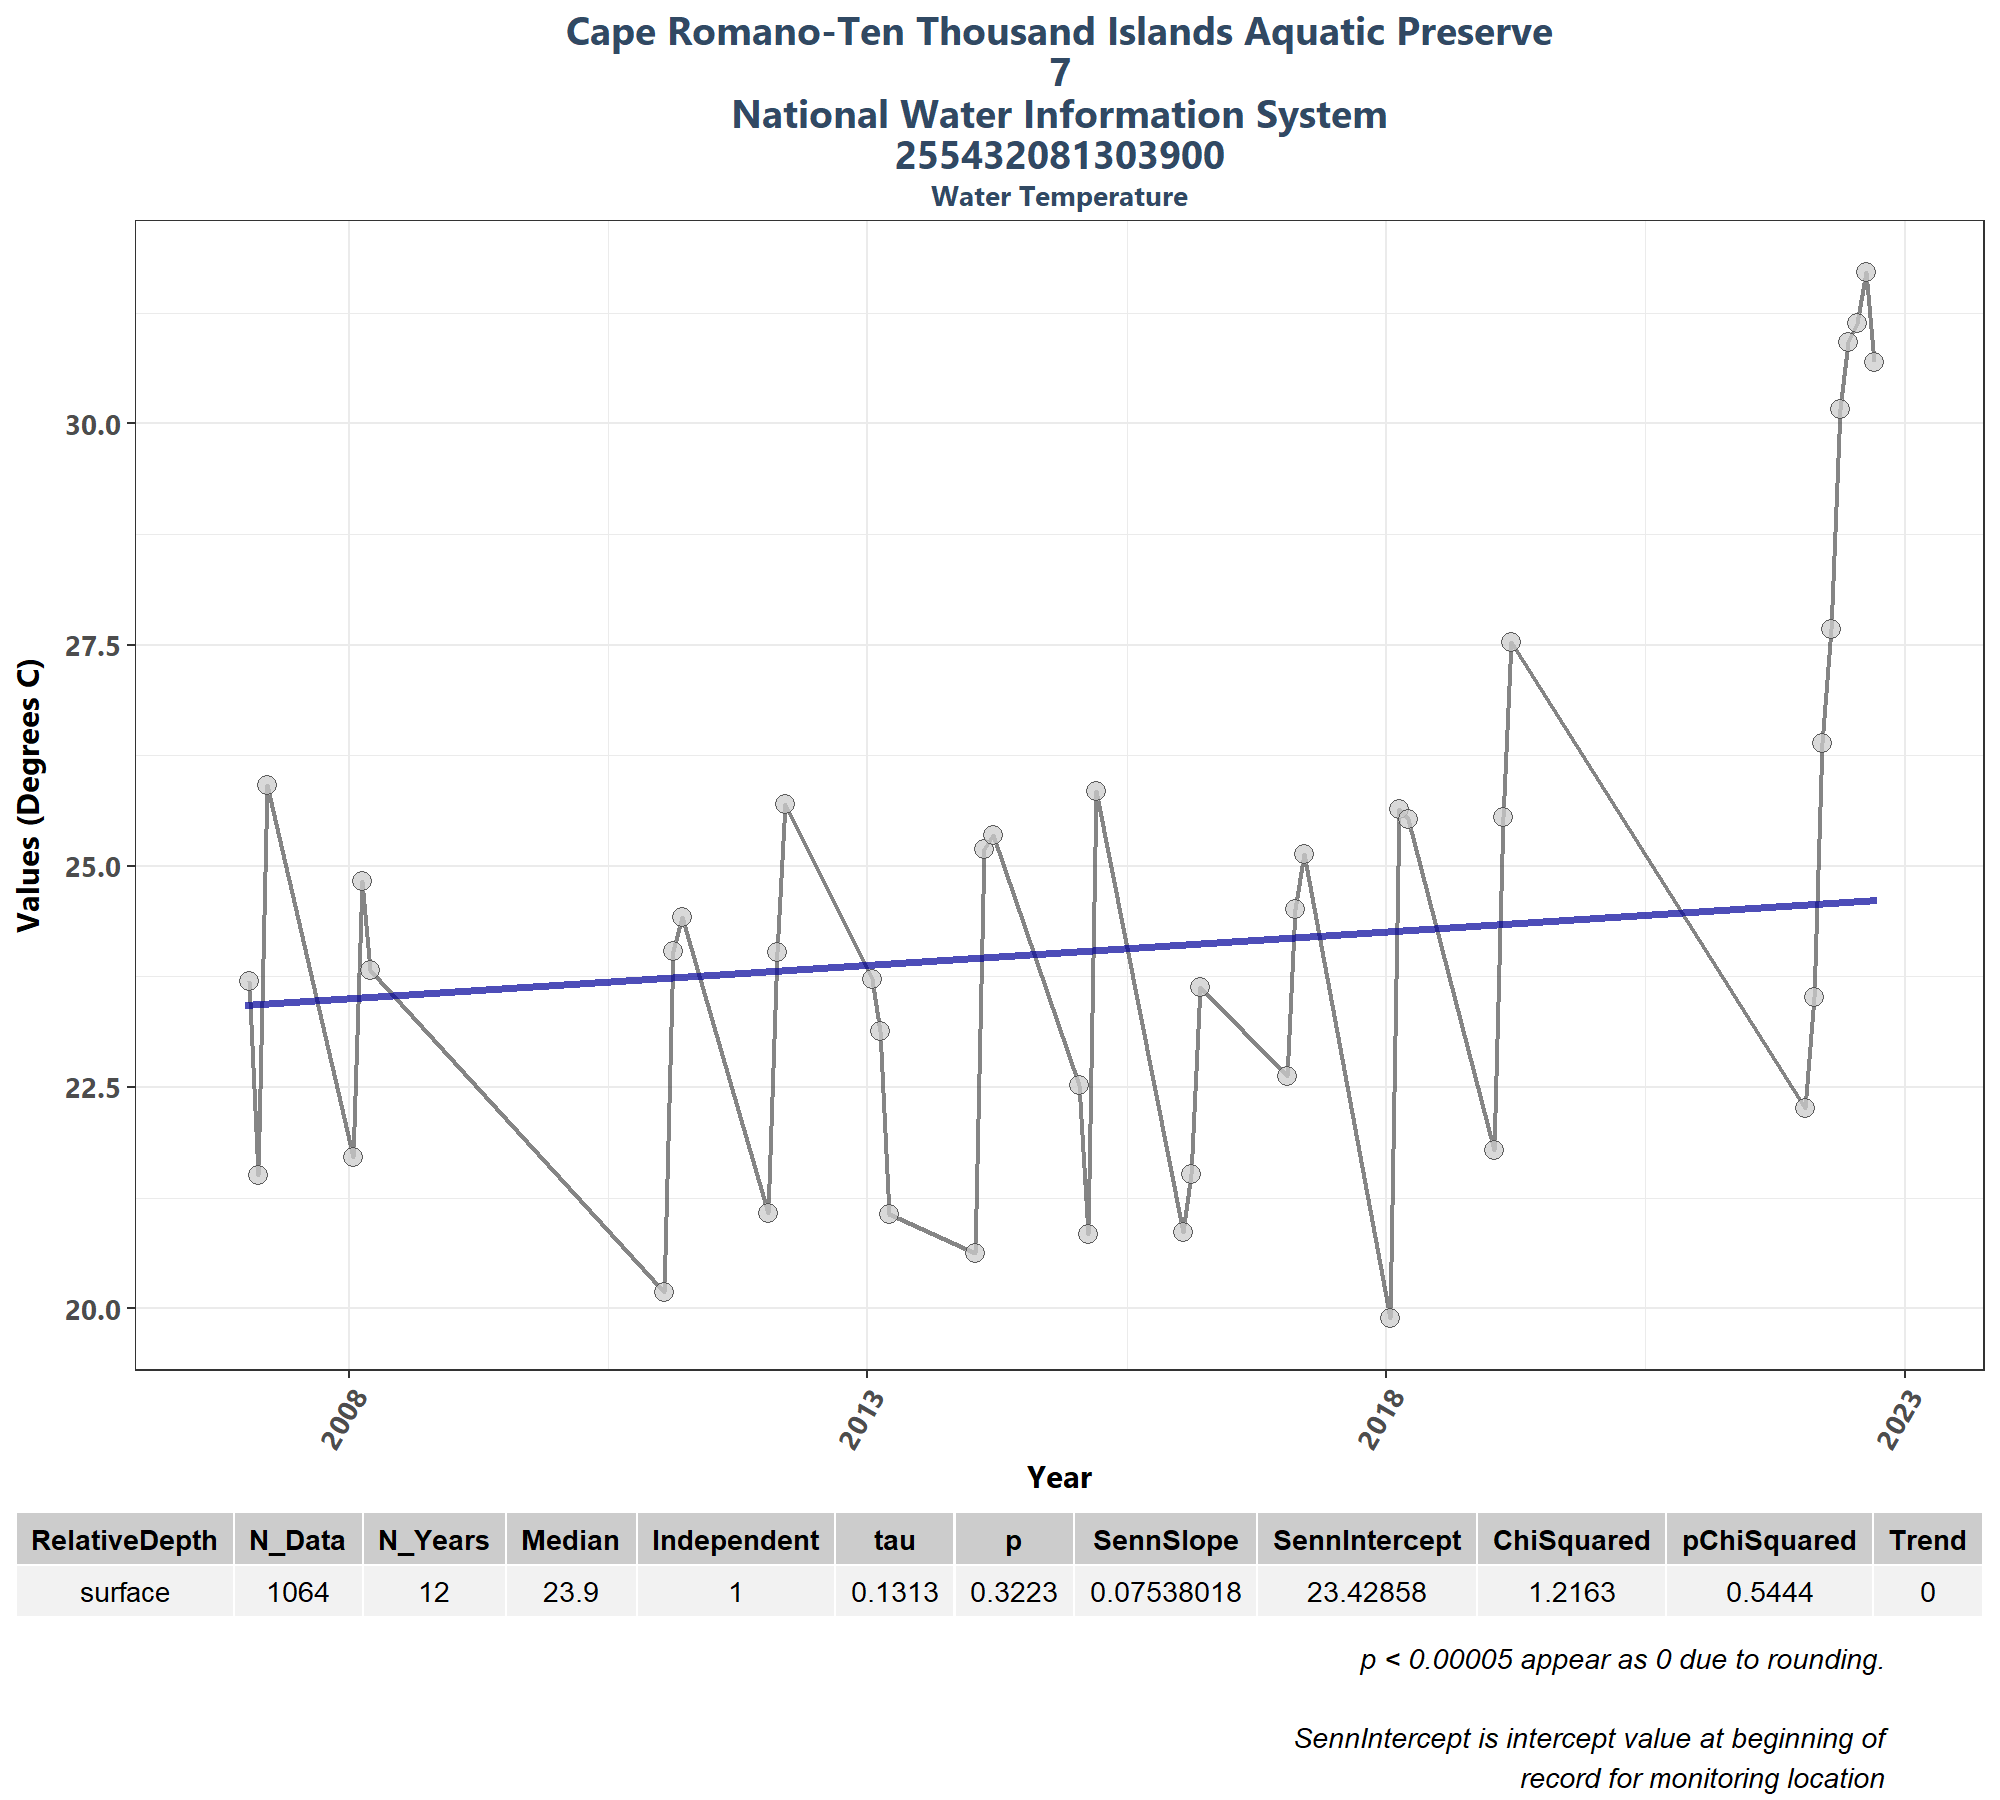 Cape Romano-Ten Thousand Islands Aquatic Preserve
7
National Water Information System
255432081303900
Water Temperature
Values (Degrees C)
30.0
27.5
25.0
22.5
20.0
2008 2013 2018 2023
Year
RelativeDepth N_Data N_Years Median Independent tau p SennSlope SennIntercept ChiSquared pChiSquared Trend
surface 1064 12 23.9 1 0.1313 0.3223 0.07538018 23.42858 1.2163 0.5444 0
p < 0.00005 appear as 0 due to rounding.
SennIntercept is intercept value at beginning of
record for monitoring location